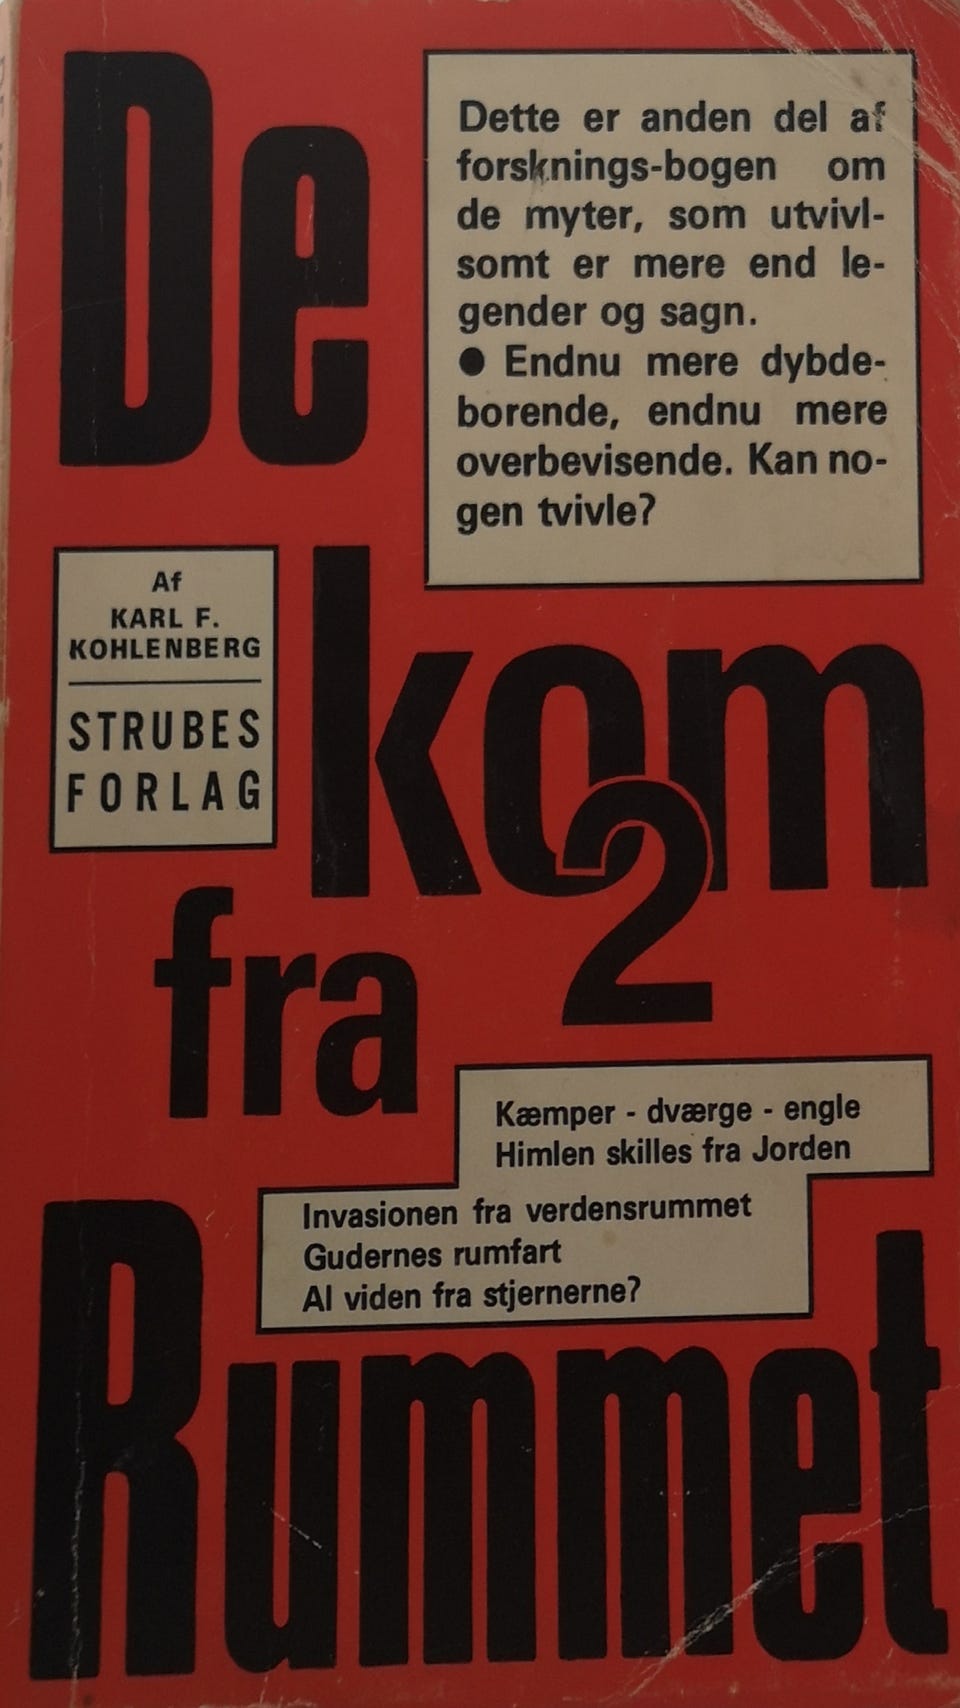 De
Dette er anden del af
forsknings-bogen om
de myter, som utvivl-
somt er mere end le-
gender og sagn.
● Endnu mere dybde-
borende, endnu mere
overbevisende. Kan no-
gen tvivle?
Af
KARL F.
KOHLENBERG
STRUBES
FORLAG
kom
2
fra
Kæmper - dværge - engle
Himlen skilles fra Jorden
Invasionen fra verdensrummet
Gudernes rumfart
Al viden fra stjernerne?
Rummet